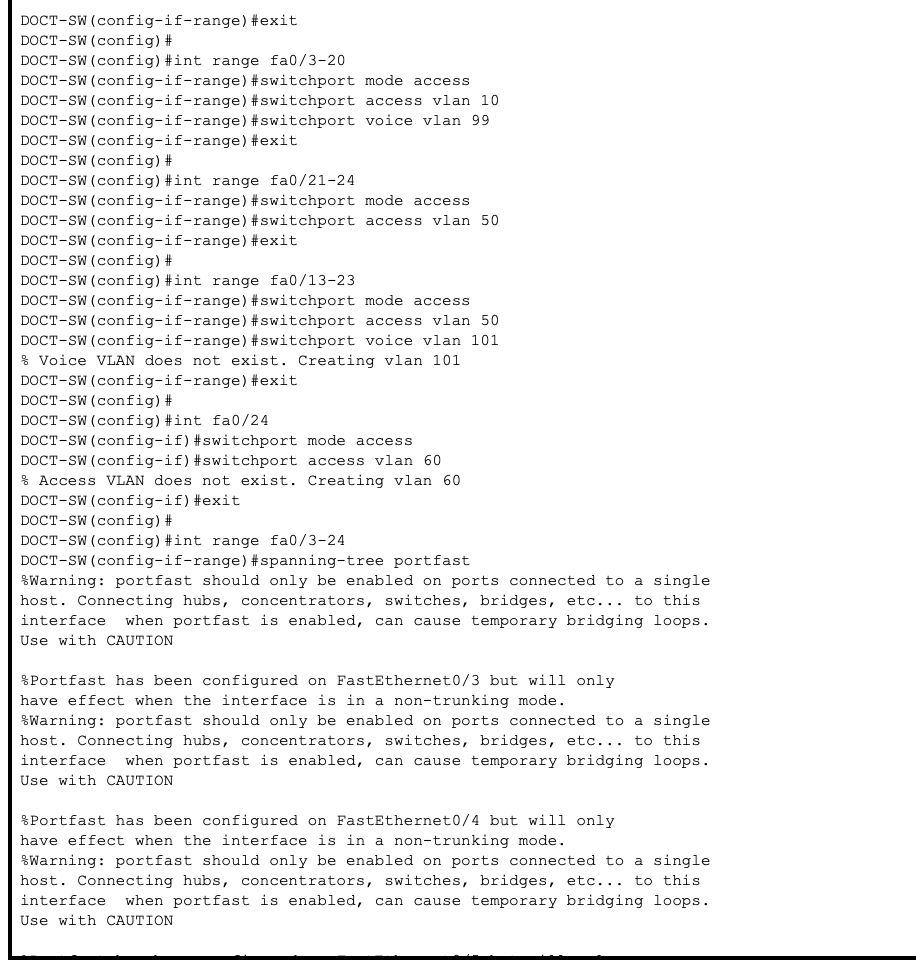 DOCT-SW(config-if-range)#exit
DOCT-SW(config)#
DOCT-SW(config)#int range fa0/3-20
DOCT-SW(config-if-range)#switchport mode access
DOCT-SW(config-if-range)#switchport access vlan 10
DOCT-SW(config-if-range)#switchport voice vlan 99
DOCT-SW(config-if-range)#exit
DOCT-SW(config)#
DOCT-SW(config)#int range fa0/21-24
DOCT-SW(config-if-range)#switchport mode access
DOCT-SW(config-if-range)#switchport access vlan 50
DOCT-SW(config-if-range)#exit
DOCT-SW(config)#
DOCT-SW(config)#int range fa0/13-23
DOCT-SW(config-if-range)#switchport mode access
DOCT-SW(config-if-range)#switchport access vlan 50
DOCT-SW(config-if-range)#switchport voice vlan 101
% Voice VLAN does not exist. Creating vlan 101
DOCT-SW(config-if-range)#exit
DOCT-SW(config)#
DOCT-SW(config)#int fa0/24
DOCT-SW(config-if)#switchport mode access
DOCT-SW(config-if)#switchport access vlan 60
% Access VLAN does not exist. Creating vlan 60
DOCT-SW(config-if)#exit
DOCT-SW(config)#
DOCT-SW(config)#int range fa0/3-24
DOCT-SW(config-if-range)#spanning-tree portfast
%Warning: portfast should only be enabled on ports connected to a single
host. Connecting hubs, concentrators, switches, bridges, etc... to this
interface  when portfast is enabled, can cause temporary bridging loops.
Use with CAUTION

%Portfast has been configured on FastEthernet0/3 but will only
have effect when the interface is in a non-trunking mode.
%Warning: portfast should only be enabled on ports connected to a single
host. Connecting hubs, concentrators, switches, bridges, etc... to this
interface  when portfast is enabled, can cause temporary bridging loops.
Use with CAUTION

%Portfast has been configured on FastEthernet0/4 but will only
have effect when the interface is in a non-trunking mode.
%Warning: portfast should only be enabled on ports connected to a single
host. Connecting hubs, concentrators, switches, bridges, etc... to this
interface  when portfast is enabled, can cause temporary bridging loops.
Use with CAUTION